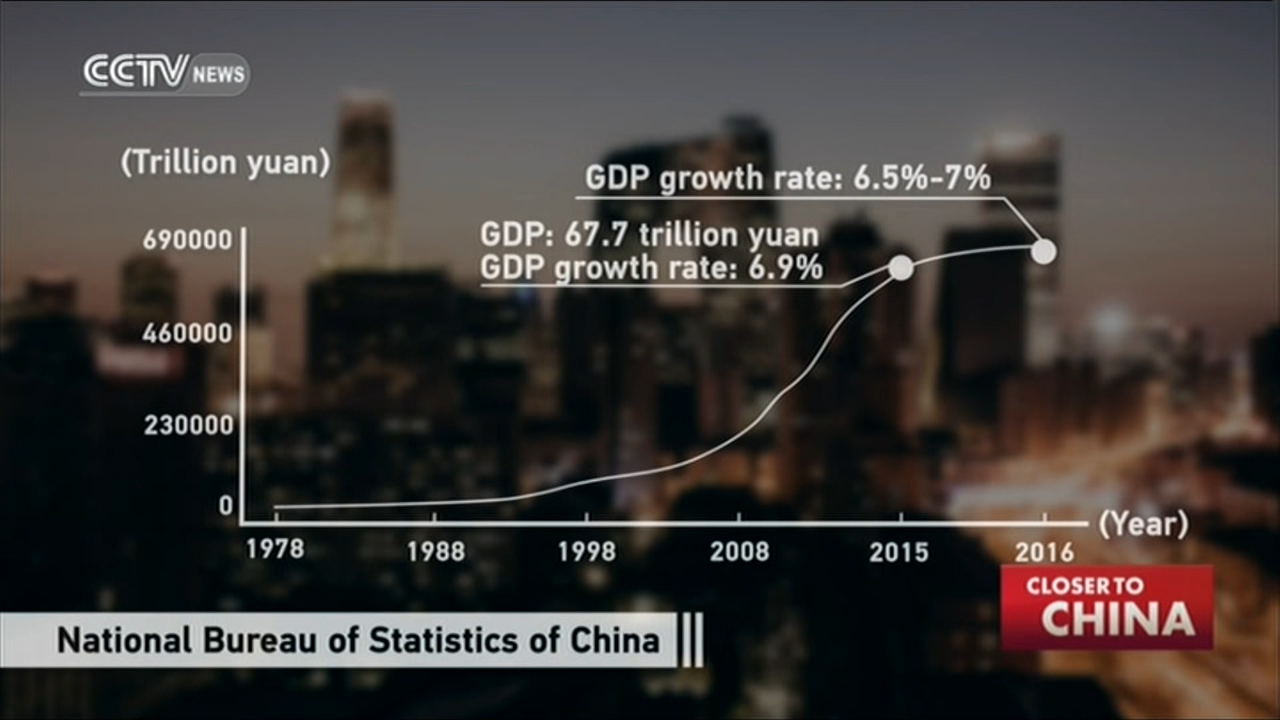 CCTV NEWS
(Trillion yuan)
GDP growth rate: 6.5%-7%
GDP: 67.7 trillion yuan
GDP growth rate: 6.9%
690000
460000
230000
0
(Year)
1978 1988 1998 2008 2015 2016
CLOSER TO
CHINA
National Bureau of Statistics of China